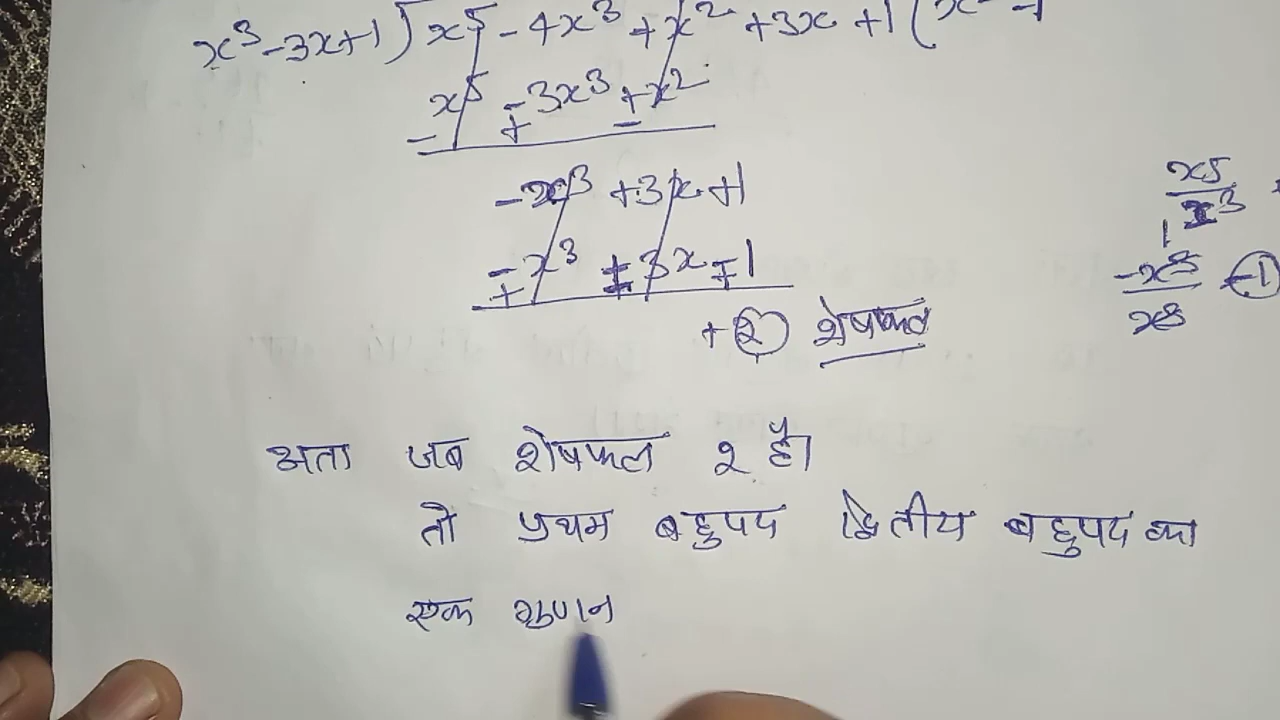 x³-3x+1) x⁵ - 4x³ + x² + 3x + 1 (x² - 1
x⁵ - 3x³ + x²
- + -
-x³ + 3x + 1
-x³ + 3x - 1
+ - +
+ 2 शेषफल
x⁵/x³
-x³/x³ -1
अतः जब शेषफल 2 है।
तो प्रथम बहुपद द्वितीय बहुपद का
एक